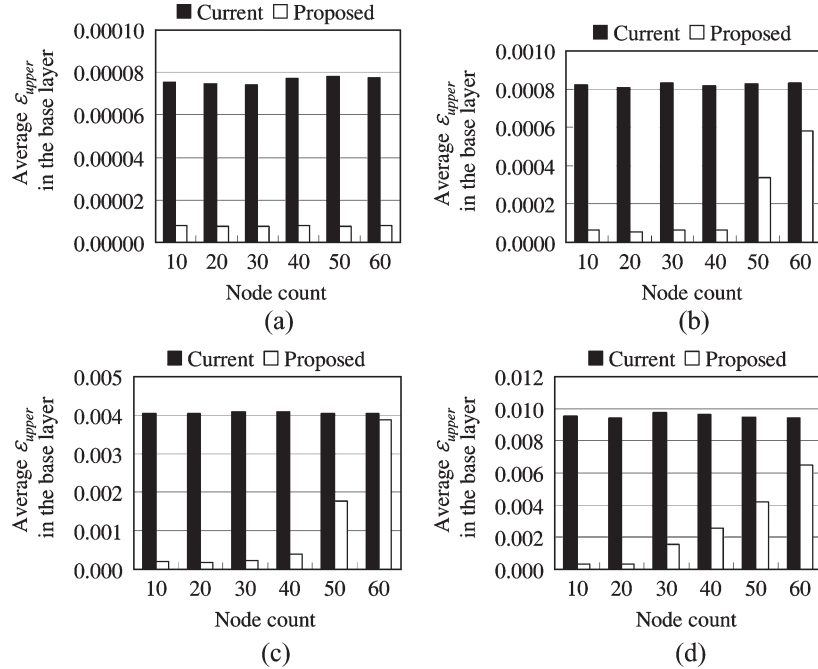 Current Proposed
Average ε_upper
in the base layer
0.00010
0.00008
0.00006
0.00004
0.00002
0.00000
10 20 30 40 50 60
Node count
(a)
Current Proposed
Average ε_upper
in the base layer
0.0010
0.0008
0.0006
0.0004
0.0002
0.0000
10 20 30 40 50 60
Node count
(b)
Current Proposed
Average ε_upper
in the base layer
0.005
0.004
0.003
0.002
0.001
0.000
10 20 30 40 50 60
Node count
(c)
Current Proposed
Average ε_upper
in the base layer
0.012
0.010
0.008
0.006
0.004
0.002
0.000
10 20 30 40 50 60
Node count
(d)